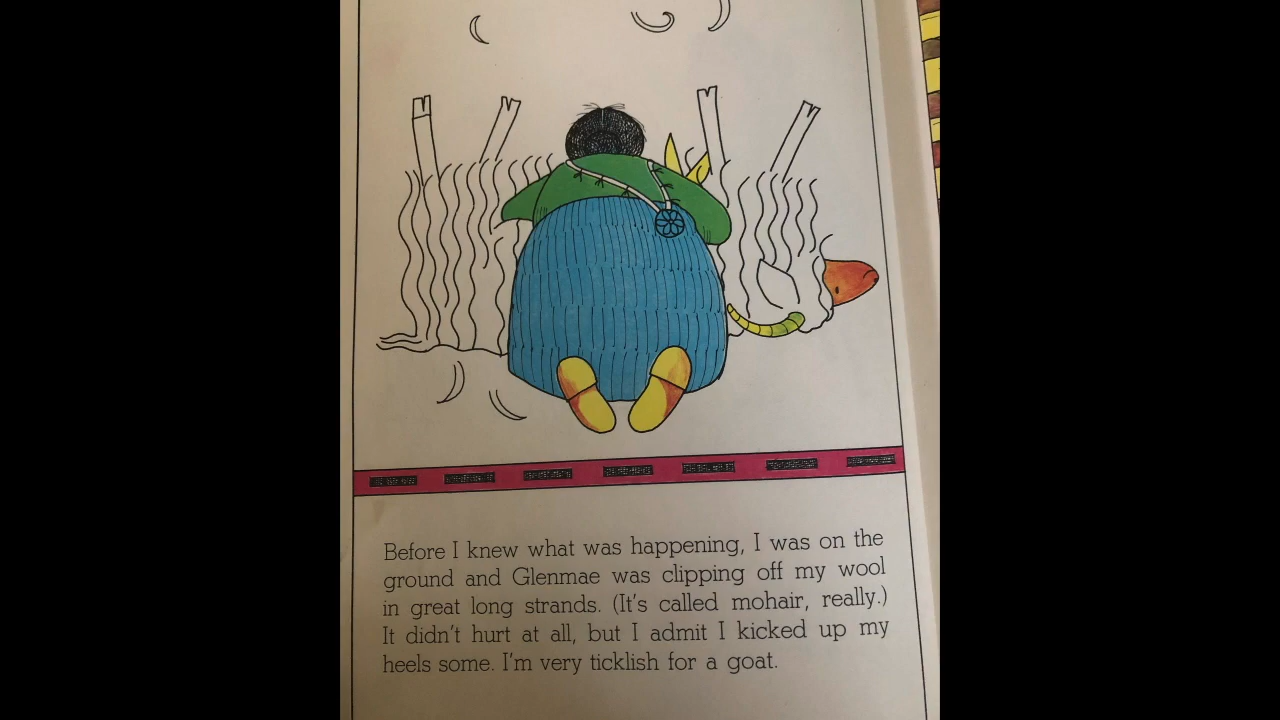 Before I knew what was happening, I was on the
ground and Glenmae was clipping off my wool
in great long strands. (It's called mohair, really.)
It didn't hurt at all, but I admit I kicked up my
heels some. I'm very ticklish for a goat.